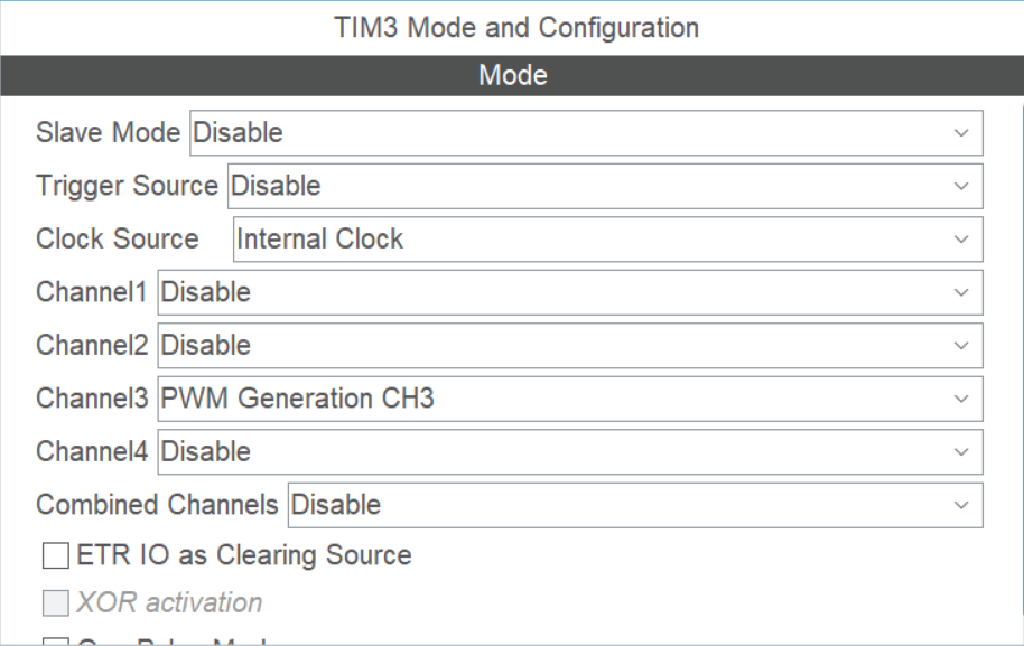 TIM3 Mode and Configuration
Mode
Slave Mode Disable
Trigger Source Disable
Clock Source Internal Clock
Channel1 Disable
Channel2 Disable
Channel3 PWM Generation CH3
Channel4 Disable
Combined Channels Disable
ETR IO as Clearing Source
XOR activation